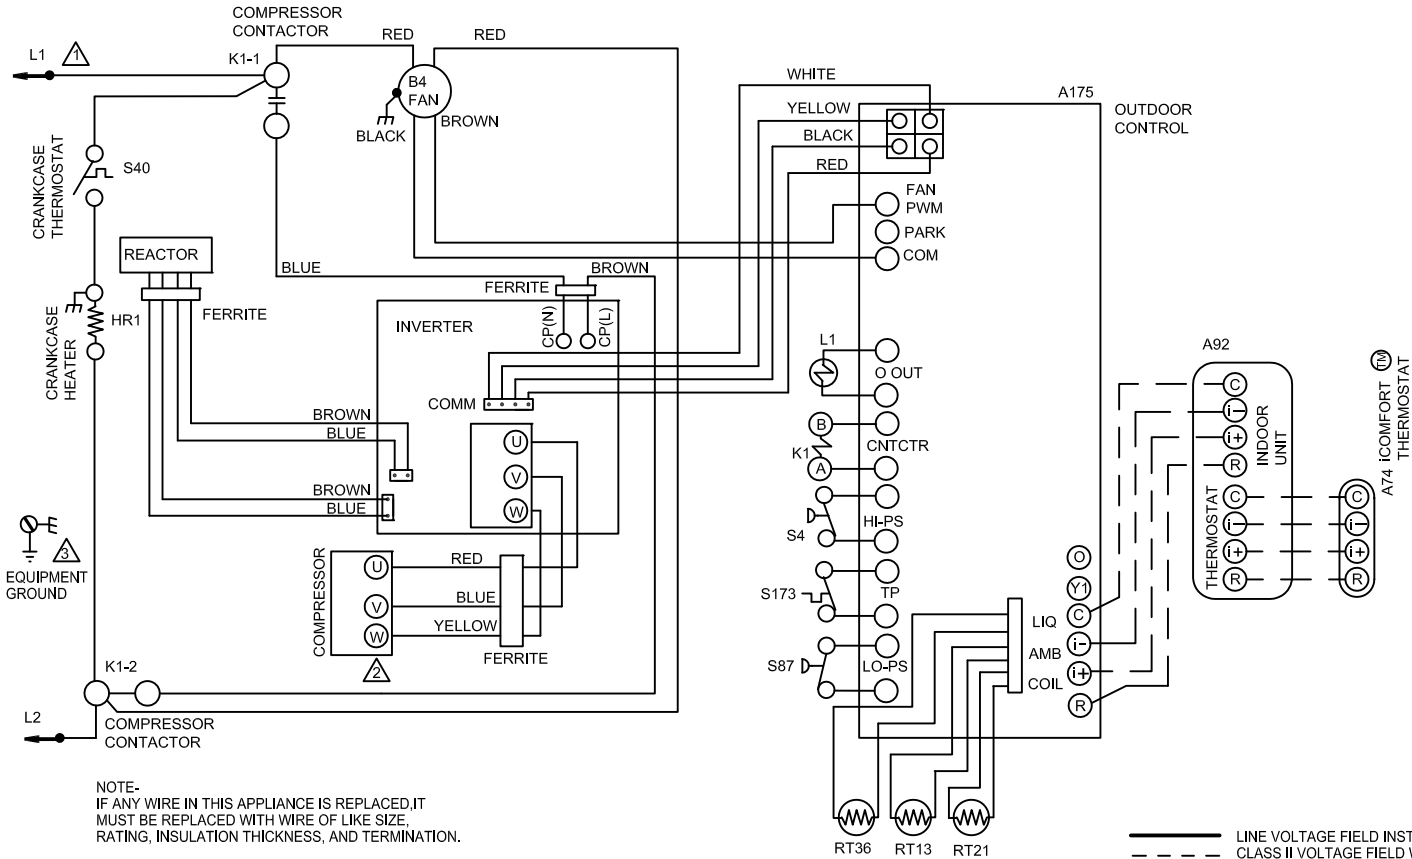 COMPRESSOR
CONTACTOR
RED
RED
L1
1
K1-1
B4
FAN
BLACK
BROWN
WHITE
YELLOW
BLACK
RED
A175
OUTDOOR
CONTROL
CRANKCASE
THERMOSTAT
S40
FAN
PWM
PARK
COM
REACTOR
FERRITE
BLUE
BROWN
FERRITE
CRANKCASE
HEATER
HR1
INVERTER
CP(N)
CP(L)
COMM
BROWN
BLUE
BROWN
BLUE
U
V
W
L1
O OUT
B
K1
A
CNTCTR
S4
HI-PS
S173
TP
S87
LO-PS
A92
C
i-
i+
R
INDOOR
UNIT
C
i-
i+
R
THERMOSTAT
C
i-
i+
R
A74 iCOMFORT TM
THERMOSTAT
3
EQUIPMENT
GROUND
COMPRESSOR
U
V
W
RED
BLUE
YELLOW
FERRITE
2
O
Y1
C
i-
i+
R
LIQ
AMB
COIL
K1-2
L2
COMPRESSOR
CONTACTOR
NOTE-
IF ANY WIRE IN THIS APPLIANCE IS REPLACED,IT
MUST BE REPLACED WITH WIRE OF LIKE SIZE,
RATING, INSULATION THICKNESS, AND TERMINATION.
RT36
RT13
RT21
LINE VOLTAGE FIELD INST
CLASS II VOLTAGE FIELD